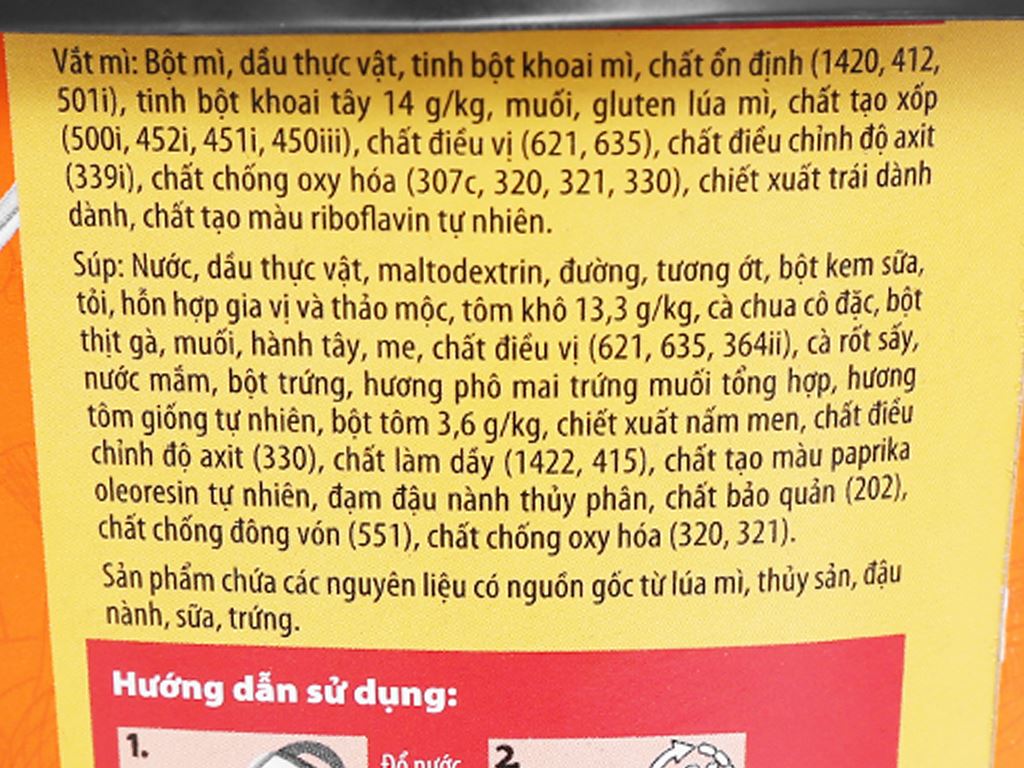 Vắt mì: Bột mì, dầu thực vật, tinh bột khoai mì, chất ổn định (1420, 412,
501i), tinh bột khoai tây 14 g/kg, muối, gluten lúa mì, chất tạo xốp
(500i, 452i, 451i, 450iii), chất điều vị (621, 635), chất điều chỉnh độ axit
(339i), chất chống oxy hóa (307c, 320, 321, 330), chiết xuất trái dành
dành, chất tạo màu riboflavin tự nhiên.
Súp: Nước, dầu thực vật, maltodextrin, đường, tương ớt, bột kem sữa,
tỏi, hỗn hợp gia vị và thảo mộc, tôm khô 13,3 g/kg, cà chua cô đặc, bột
thịt gà, muối, hành tây, me, chất điều vị (621, 635, 364ii), cà rốt sấy,
nước mắm, bột trứng, hương phô mai trứng muối tổng hợp, hương
tôm giống tự nhiên, bột tôm 3,6 g/kg, chiết xuất nấm men, chất điều
chỉnh độ axit (330), chất làm dầy (1422, 415), chất tạo màu paprika
oleoresin tự nhiên, đạm đậu nành thủy phân, chất bảo quản (202),
chất chống đông vón (551), chất chống oxy hóa (320, 321).
Sản phẩm chứa các nguyên liệu có nguồn gốc từ lúa mì, thủy sản, đậu
nành, sữa, trứng.
Hướng dẫn sử dụng:
1.
Đổ nước
2.